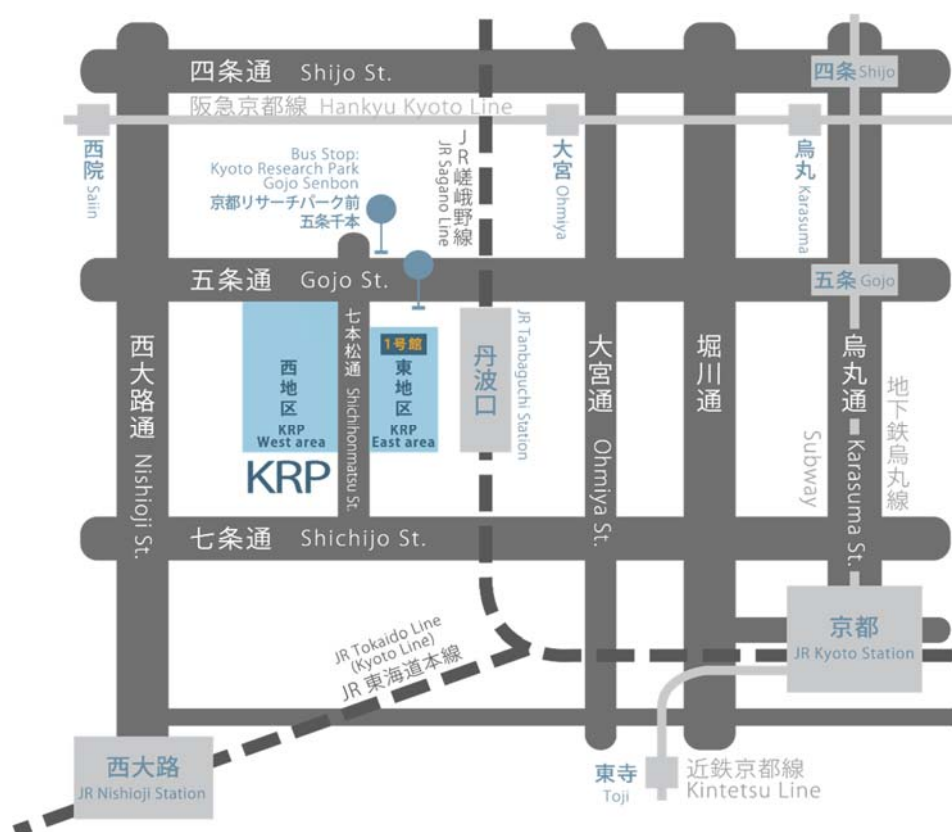 四条通 Shijo St.
四条 Shijo
阪急京都線 Hankyu Kyoto Line
西院 Saiin
大宮 Ohmiya
烏丸 Karasuma
Bus Stop:
Kyoto Research Park
Gojo Senbon
京都リサーチパーク前
五条千本
JR嵯峨野線
JR Sagano Line
五条通 Gojo St.
五条 Gojo
西大路通 Nishioji St.
七本松通 Shichihonmatsu St.
1号館
西地区
KRP
West area
東地区
KRP
East area
KRP
丹波口
JR Tanbaguchi Station
大宮通 Ohmiya St.
堀川通
烏丸通 Karasuma St.
Subway
地下鉄烏丸線
七条通 Shichijo St.
京都
JR Kyoto Station
JR Tokaido Line
(Kyoto Line)
JR 東海道本線
西大路
JR Nishioji Station
東寺
Toji
近鉄京都線
Kintetsu Line